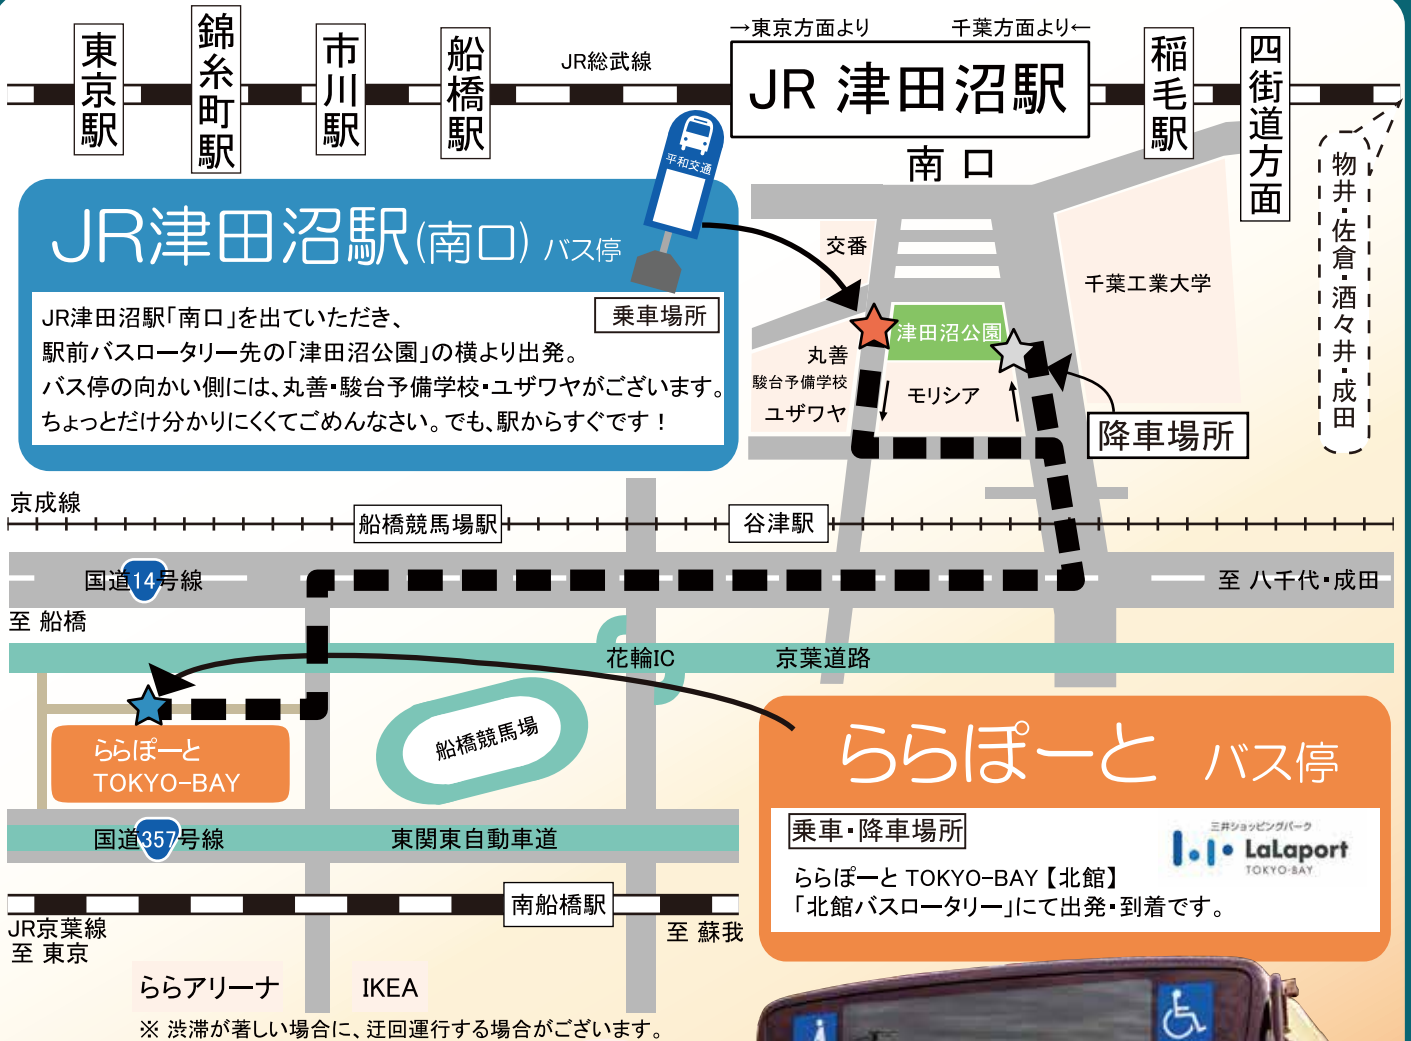 →東京方面より
千葉方面より←
東京駅
錦糸町駅
市川駅
船橋駅
JR総武線
JR 津田沼駅
稲毛駅
四街道方面
南口
物井・佐倉・酒々井・成田
平和交通
JR津田沼駅(南口) バス停
乗車場所
JR津田沼駅「南口」を出ていただき、
駅前バスロータリー先の「津田沼公園」の横より出発。
バス停の向かい側には、丸善・駿台予備学校・ユザワヤがございます。
ちょっとだけ分かりにくくてごめんなさい。でも、駅からすぐです！
交番
千葉工業大学
津田沼公園
丸善
駿台予備学校
ユザワヤ
モリシア
降車場所
京成線
船橋競馬場駅
谷津駅
国道14号線
至 八千代・成田
至 船橋
花輪IC
京葉道路
船橋競馬場
ららぽーと
TOKYO-BAY
国道357号線
東関東自動車道
南船橋駅
JR京葉線
至 東京
至 蘇我
ららアリーナ
IKEA
※ 渋滞が著しい場合に、迂回運行する場合がございます。
ららぽーと バス停
乗車・降車場所
三井ショッピングパーク
LaLaport
TOKYO-BAY
ららぽーと TOKYO-BAY【北館】
「北館バスロータリー」にて出発・到着です。